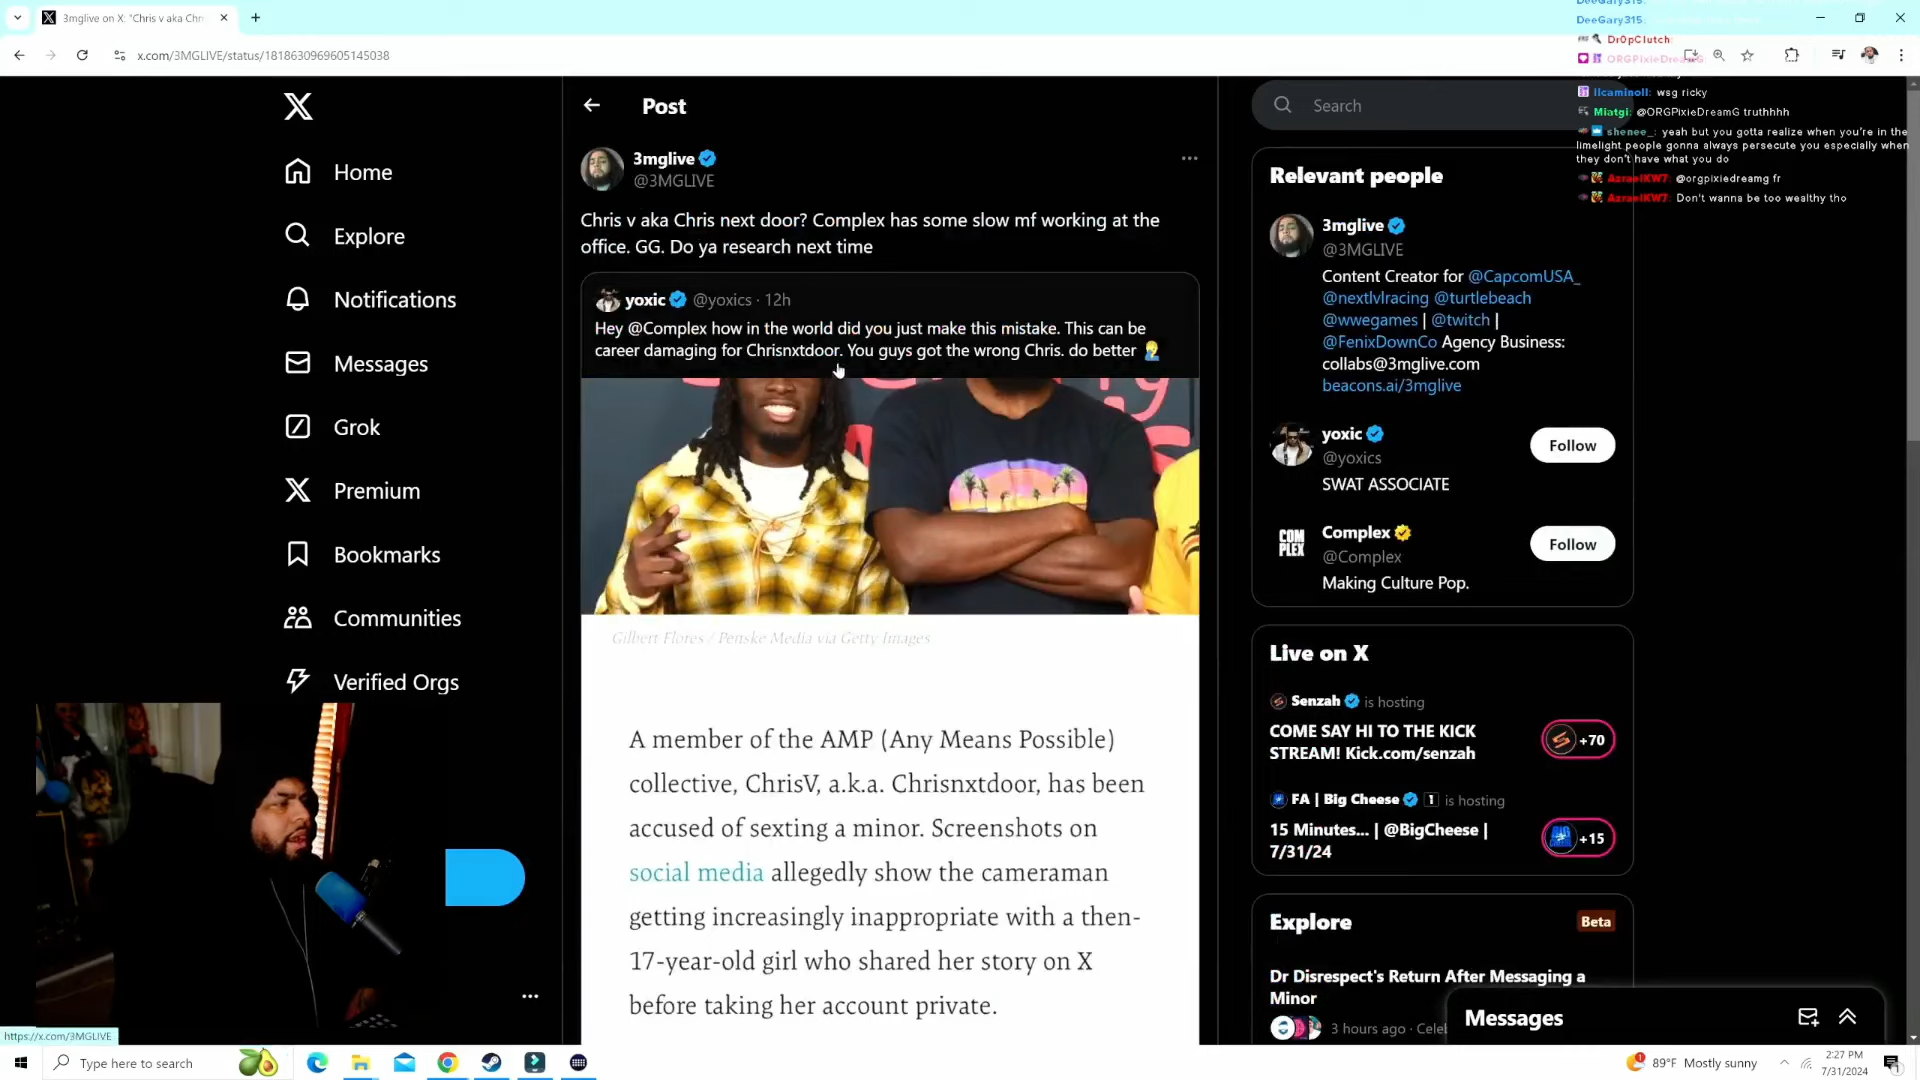 3mglive on X: "Chris v aka Chr
x.com/3MGLIVE/status/1818630969605145038
DeeGary315:
DeeGary315:
Dr0pClutch:
ORGPixieDreamG:
llcaminoll: wsg ricky
Miatgi: @ORGPixieDreamG truthhhh
shenee_: yeah but you gotta realize when you're in the
limelight people gonna always persecute you especially when
they don't have what you do
AzraelKW7: @orgpixiedreamg fr
AzraelKW7: Don't wanna be too wealthy tho
Home
Explore
Notifications
Messages
Grok
Premium
Bookmarks
Communities
Verified Orgs
Post
3mglive
@3MGLIVE
Chris v aka Chris next door? Complex has some slow mf working at the
office. GG. Do ya research next time
yoxic @yoxics · 12h
Hey @Complex how in the world did you just make this mistake. This can be
career damaging for Chrisnxtdoor. You guys got the wrong Chris. do better
Gilbert Flores / Penske Media via Getty Images
A member of the AMP (Any Means Possible)
collective, ChrisV, a.k.a. Chrisnxtdoor, has been
accused of sexting a minor. Screenshots on
social media allegedly show the cameraman
getting increasingly inappropriate with a then-
17-year-old girl who shared her story on X
before taking her account private.
Search
Relevant people
3mglive
@3MGLIVE
Content Creator for @CapcomUSA_
@nextlvlracing @turtlebeach
@wwegames | @twitch |
@FenixDownCo Agency Business:
collabs@3mglive.com
beacons.ai/3mglive
yoxic
@yoxics
Follow
SWAT ASSOCIATE
COM
PLEX
Complex
@Complex
Follow
Making Culture Pop.
Live on X
Senzah is hosting
COME SAY HI TO THE KICK
STREAM! Kick.com/senzah
+70
FA | Big Cheese 1 is hosting
15 Minutes... | @BigCheese |
7/31/24
+15
Explore
Beta
Dr Disrespect's Return After Messaging a
Minor
3 hours ago · Celeb
Messages
https://x.com/3MGLIVE
Type here to search
89°F Mostly sunny
2:27 PM
7/31/2024